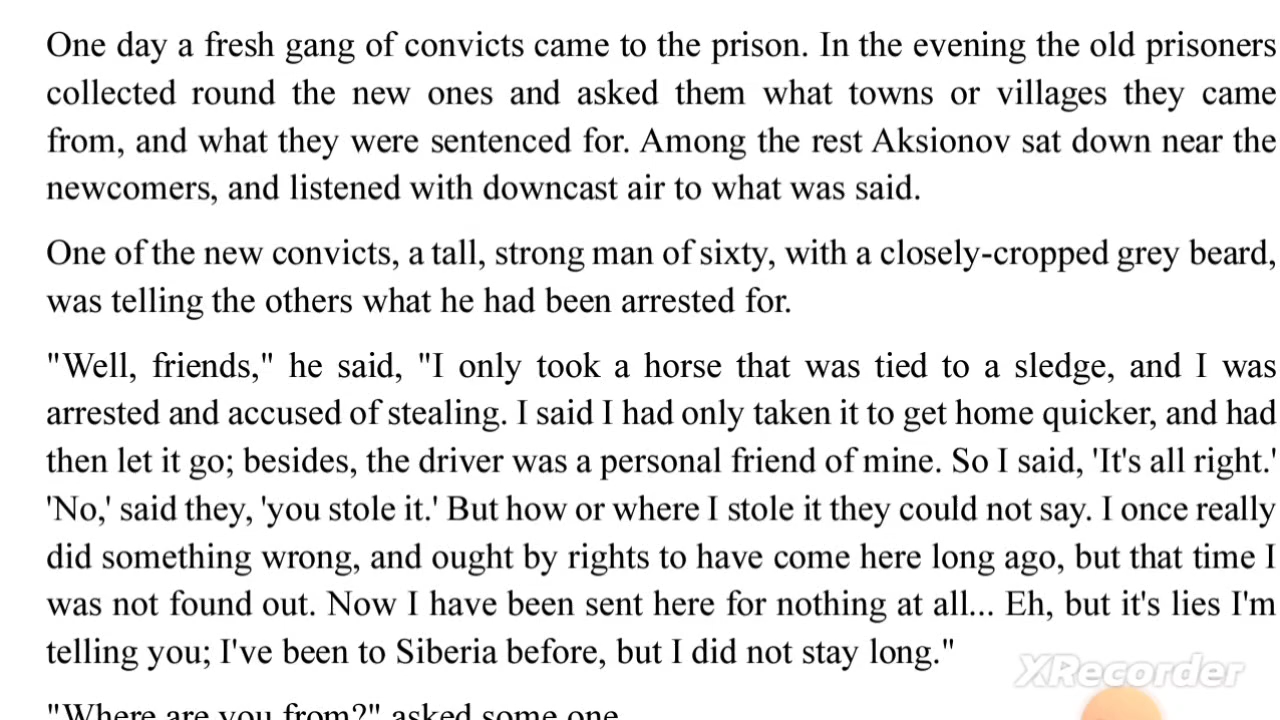 One day a fresh gang of convicts came to the prison. In the evening the old prisoners
collected round the new ones and asked them what towns or villages they came
from, and what they were sentenced for. Among the rest Aksionov sat down near the
newcomers, and listened with downcast air to what was said.
One of the new convicts, a tall, strong man of sixty, with a closely-cropped grey beard,
was telling the others what he had been arrested for.
"Well, friends," he said, "I only took a horse that was tied to a sledge, and I was
arrested and accused of stealing. I said I had only taken it to get home quicker, and had
then let it go; besides, the driver was a personal friend of mine. So I said, 'It's all right.'
'No,' said they, 'you stole it.' But how or where I stole it they could not say. I once really
did something wrong, and ought by rights to have come here long ago, but that time I
was not found out. Now I have been sent here for nothing at all... Eh, but it's lies I'm
telling you; I've been to Siberia before, but I did not stay long."
XRecorder
"Where are you from?" asked some one.